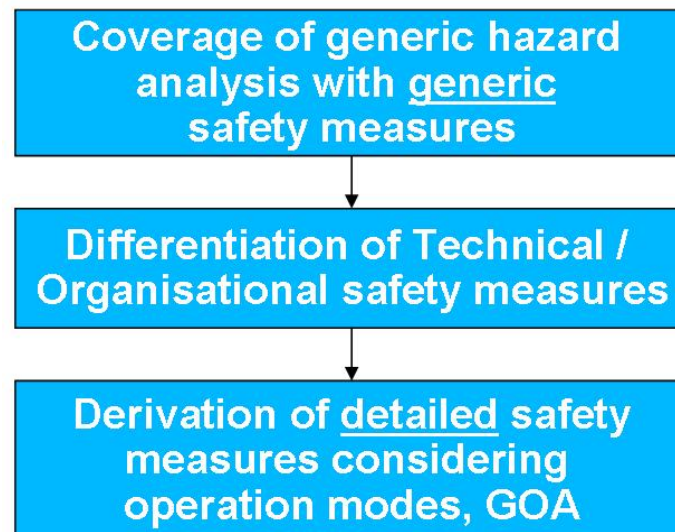 Coverage of generic hazard
analysis with generic
safety measures
Differentiation of Technical /
Organisational safety measures
Derivation of detailed safety
measures considering
operation modes, GOA